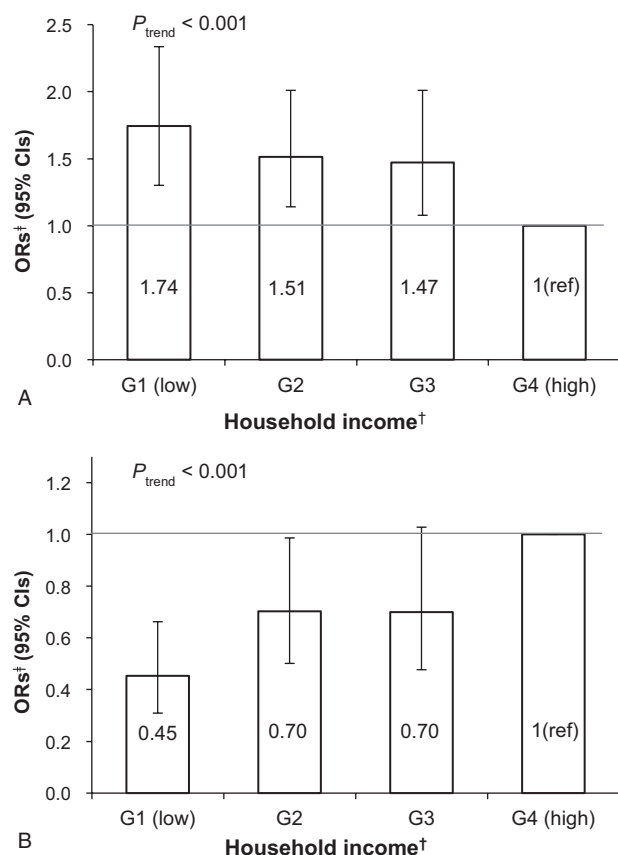 P trend < 0.001
2.5
2.0
1.5
1.0
0.5
0.0
ORs‡ (95% CIs)
1.74
1.51
1.47
1(ref)
G1 (low)
G2
G3
G4 (high)
A
Household income†
P trend < 0.001
1.2
1.0
0.8
0.6
0.4
0.2
0.0
ORs‡ (95% CIs)
0.45
0.70
0.70
1(ref)
G1 (low)
G2
G3
G4 (high)
B
Household income†